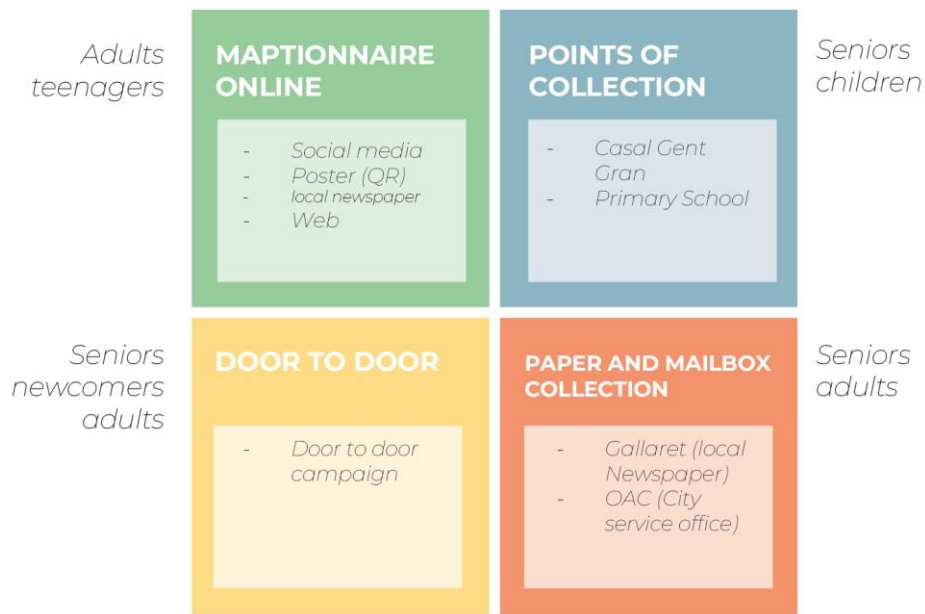 Adults
teenagers
MAPTIONNAIRE
ONLINE
- Social media
- Poster (QR)
- local newspaper
- Web
POINTS OF
COLLECTION
- Casal Gent
Gran
- Primary School
Seniors
children
Seniors
newcomers
adults
DOOR TO DOOR
- Door to door
campaign
PAPER AND MAILBOX
COLLECTION
- Gallaret (local
Newspaper)
- OAC (City
service office)
Seniors
adults